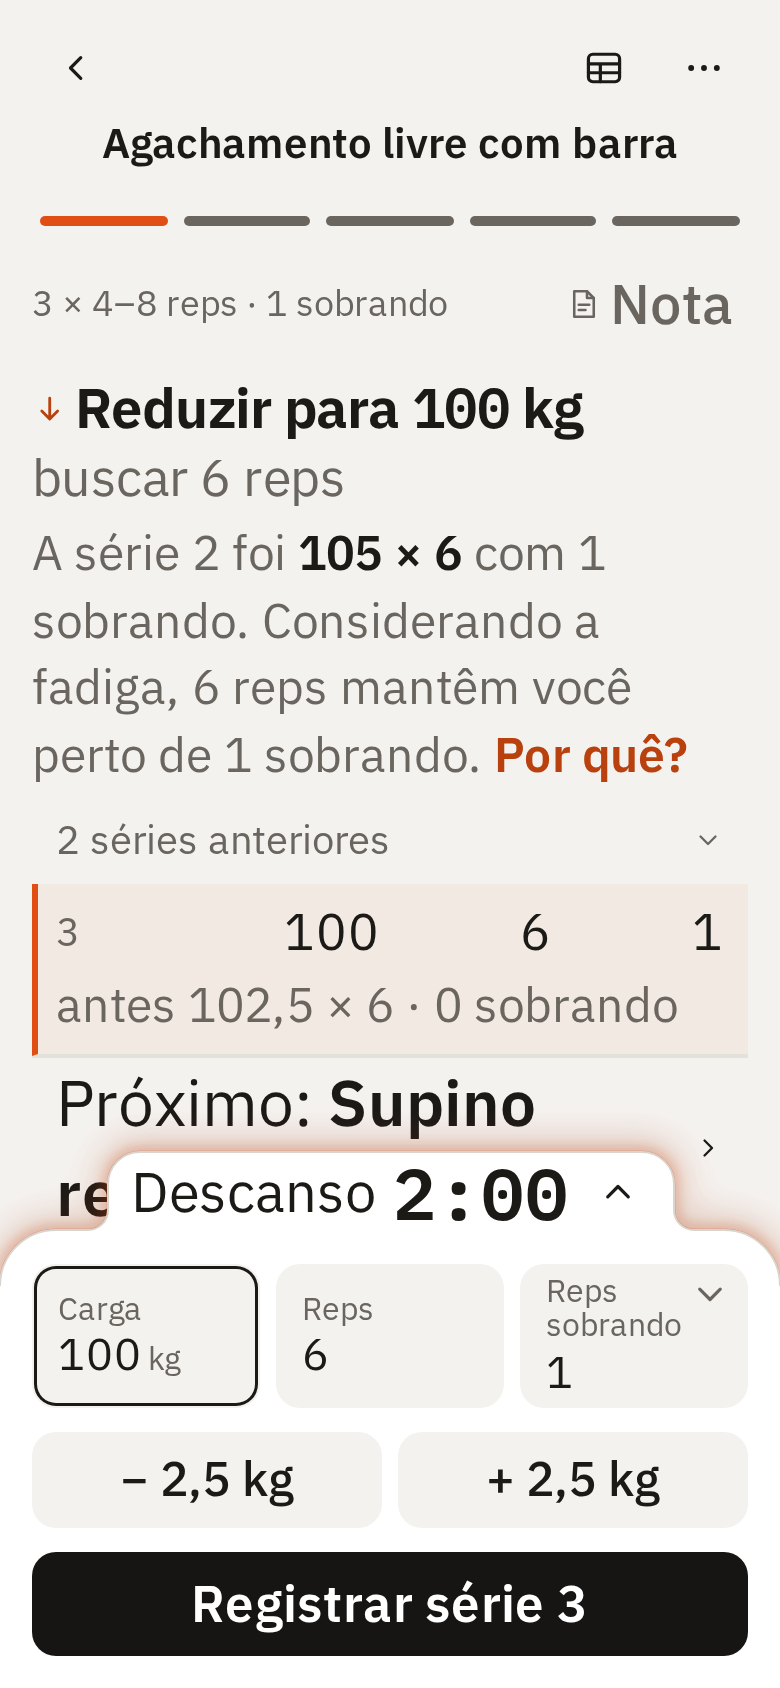 Agachamento livre com barra
3 × 4–8 reps · 1 sobrando
Nota
Reduzir para 100 kg
buscar 6 reps
A série 2 foi 105 × 6 com 1
sobrando. Considerando a
fadiga, 6 reps mantêm você
perto de 1 sobrando. Por quê?
2 séries anteriores
3 100 6 1
antes 102,5 × 6 · 0 sobrando
Próximo: Supino
Descanso 2:00
Carga
100 kg
Reps
6
Reps
sobrando
1
– 2,5 kg
+ 2,5 kg
Registrar série 3